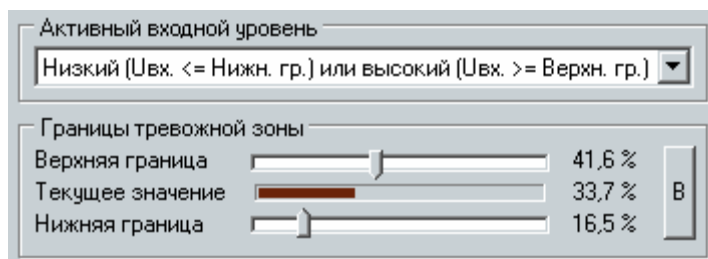 Активный входной уровень
Низкий (Uвх. <= Нижн. гр.) или высокий (Uвх. >= Верхн. гр.)
Границы тревожной зоны
Верхняя граница 41,6 %
Текущее значение 33,7 % В
Нижняя граница 16,5 %